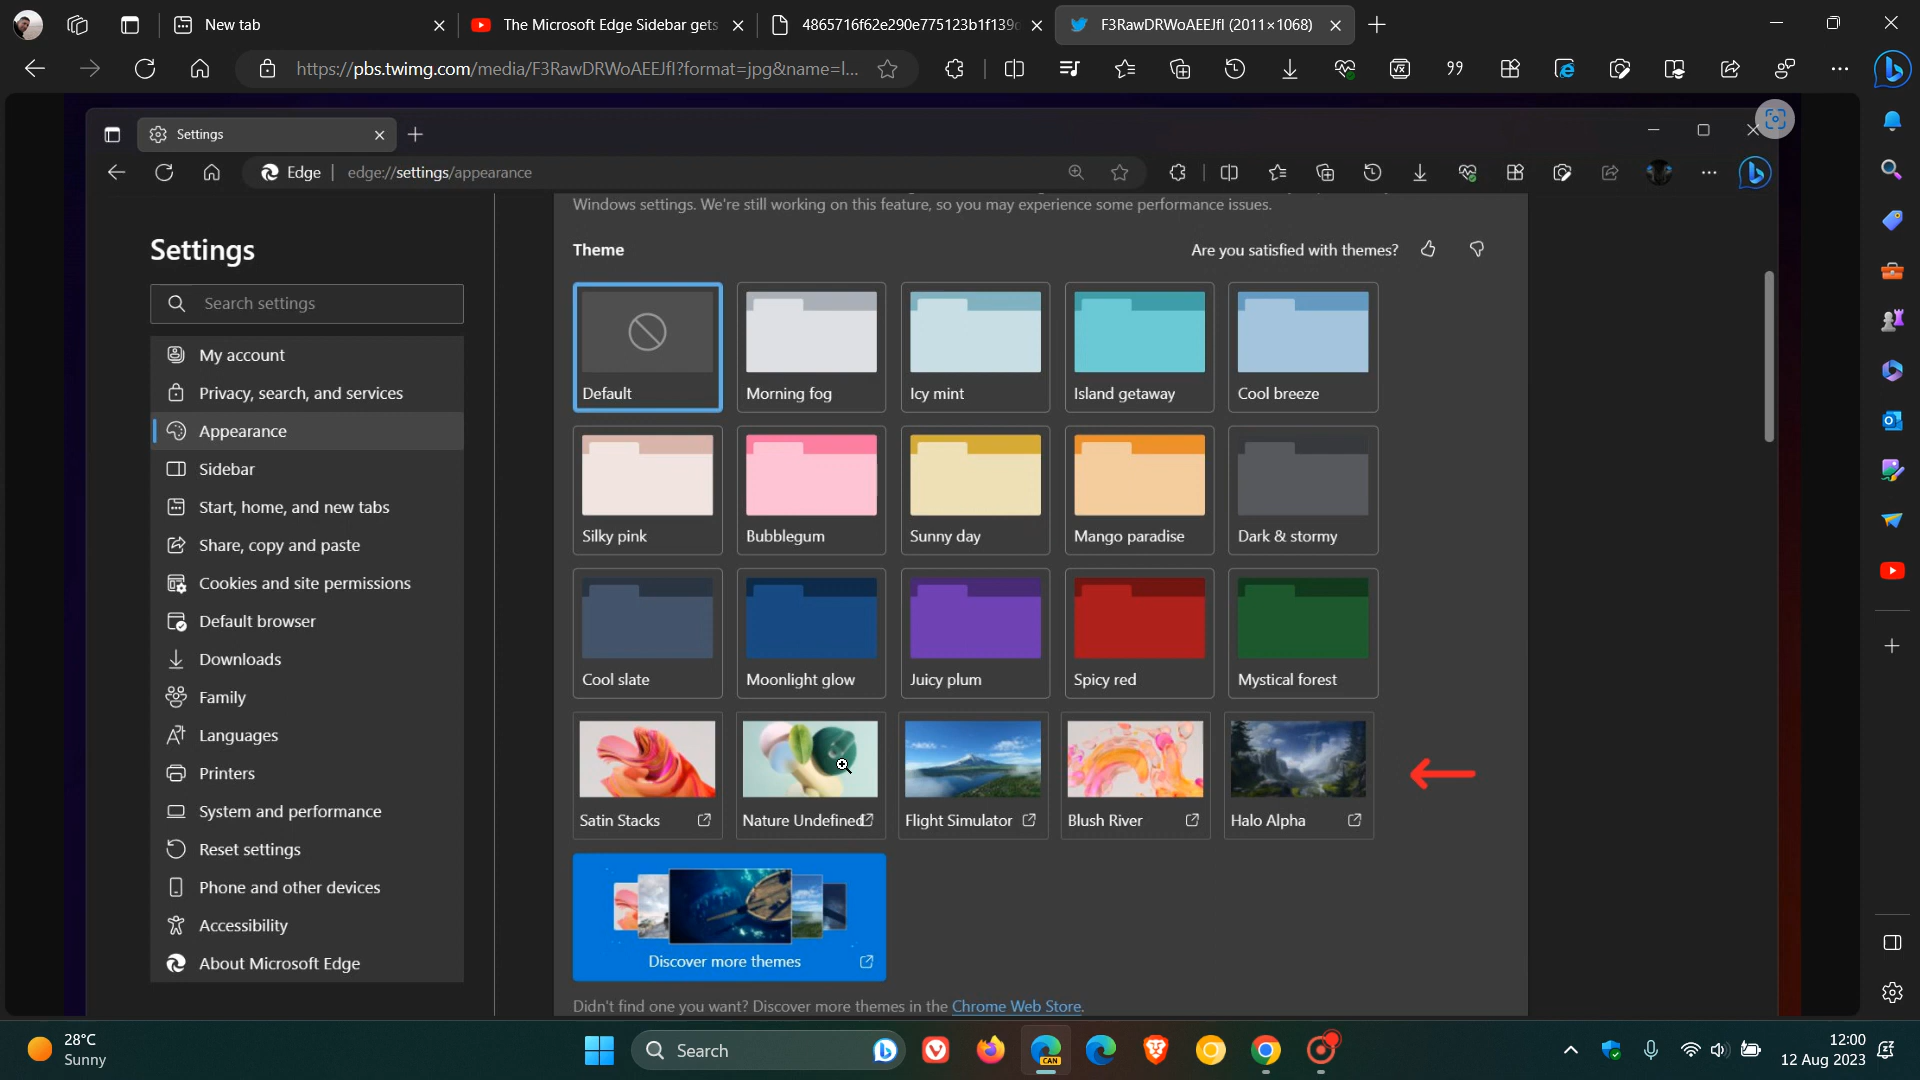 New tab
The Microsoft Edge Sidebar gets
4865716f62e290e775123b1f139c
F3RawDRWoAEEJfI (2011×1068)
https://pbs.twimg.com/media/F3RawDRWoAEEJfI?format=jpg&name=l...
Settings
Edge
edge://settings/appearance
Windows settings. We're still working on this feature, so you may experience some performance issues.
Settings
Search settings
My account
Privacy, search, and services
Appearance
Sidebar
Start, home, and new tabs
Share, copy and paste
Cookies and site permissions
Default browser
Downloads
Family
Languages
Printers
System and performance
Reset settings
Phone and other devices
Accessibility
About Microsoft Edge
Theme
Are you satisfied with themes?
Default
Morning fog
Icy mint
Island getaway
Cool breeze
Silky pink
Bubblegum
Sunny day
Mango paradise
Dark & stormy
Cool slate
Moonlight glow
Juicy plum
Spicy red
Mystical forest
Satin Stacks
Nature Undefined
Flight Simulator
Blush River
Halo Alpha
Discover more themes
Didn't find one you want? Discover more themes in the Chrome Web Store.
28°C
Sunny
Search
CAN
12:00
12 Aug 2023